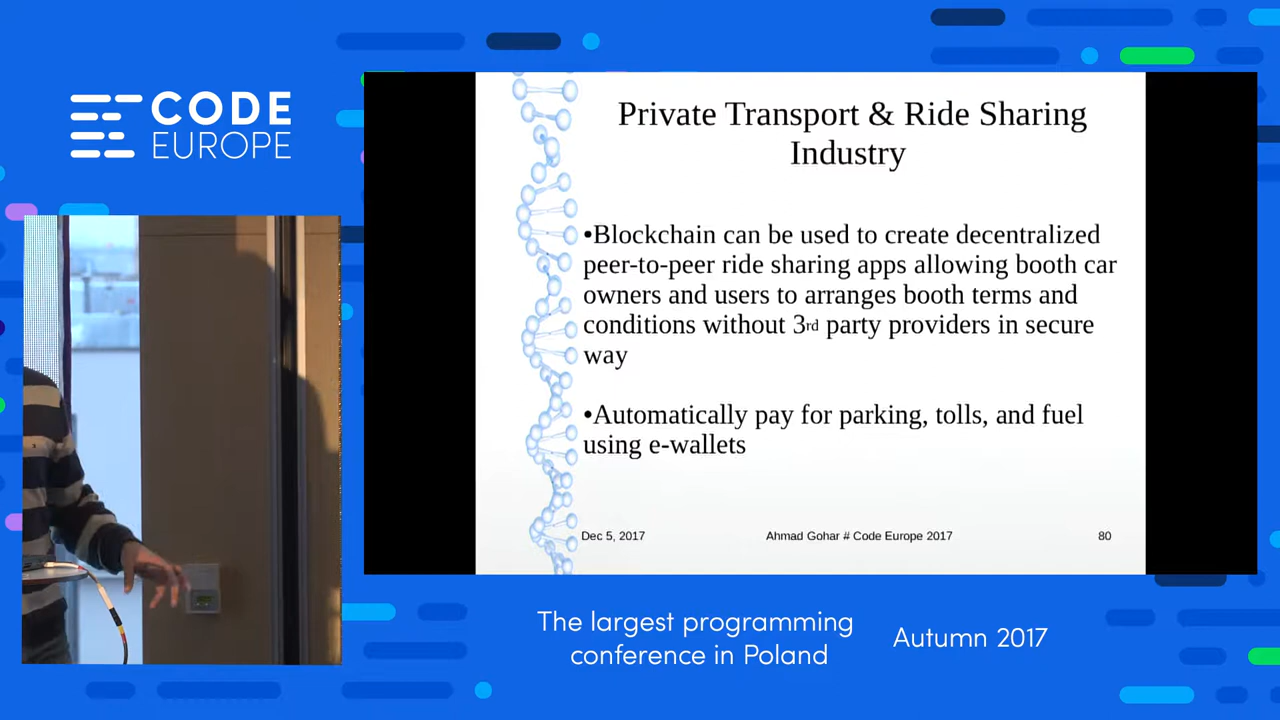 CODE
EUROPE
Private Transport & Ride Sharing
Industry
•Blockchain can be used to create decentralized
peer-to-peer ride sharing apps allowing booth car
owners and users to arranges booth terms and
conditions without 3rd party providers in secure
way
•Automatically pay for parking, tolls, and fuel
using e-wallets
Dec 5, 2017
Ahmad Gohar # Code Europe 2017
80
The largest programming
conference in Poland
Autumn 2017